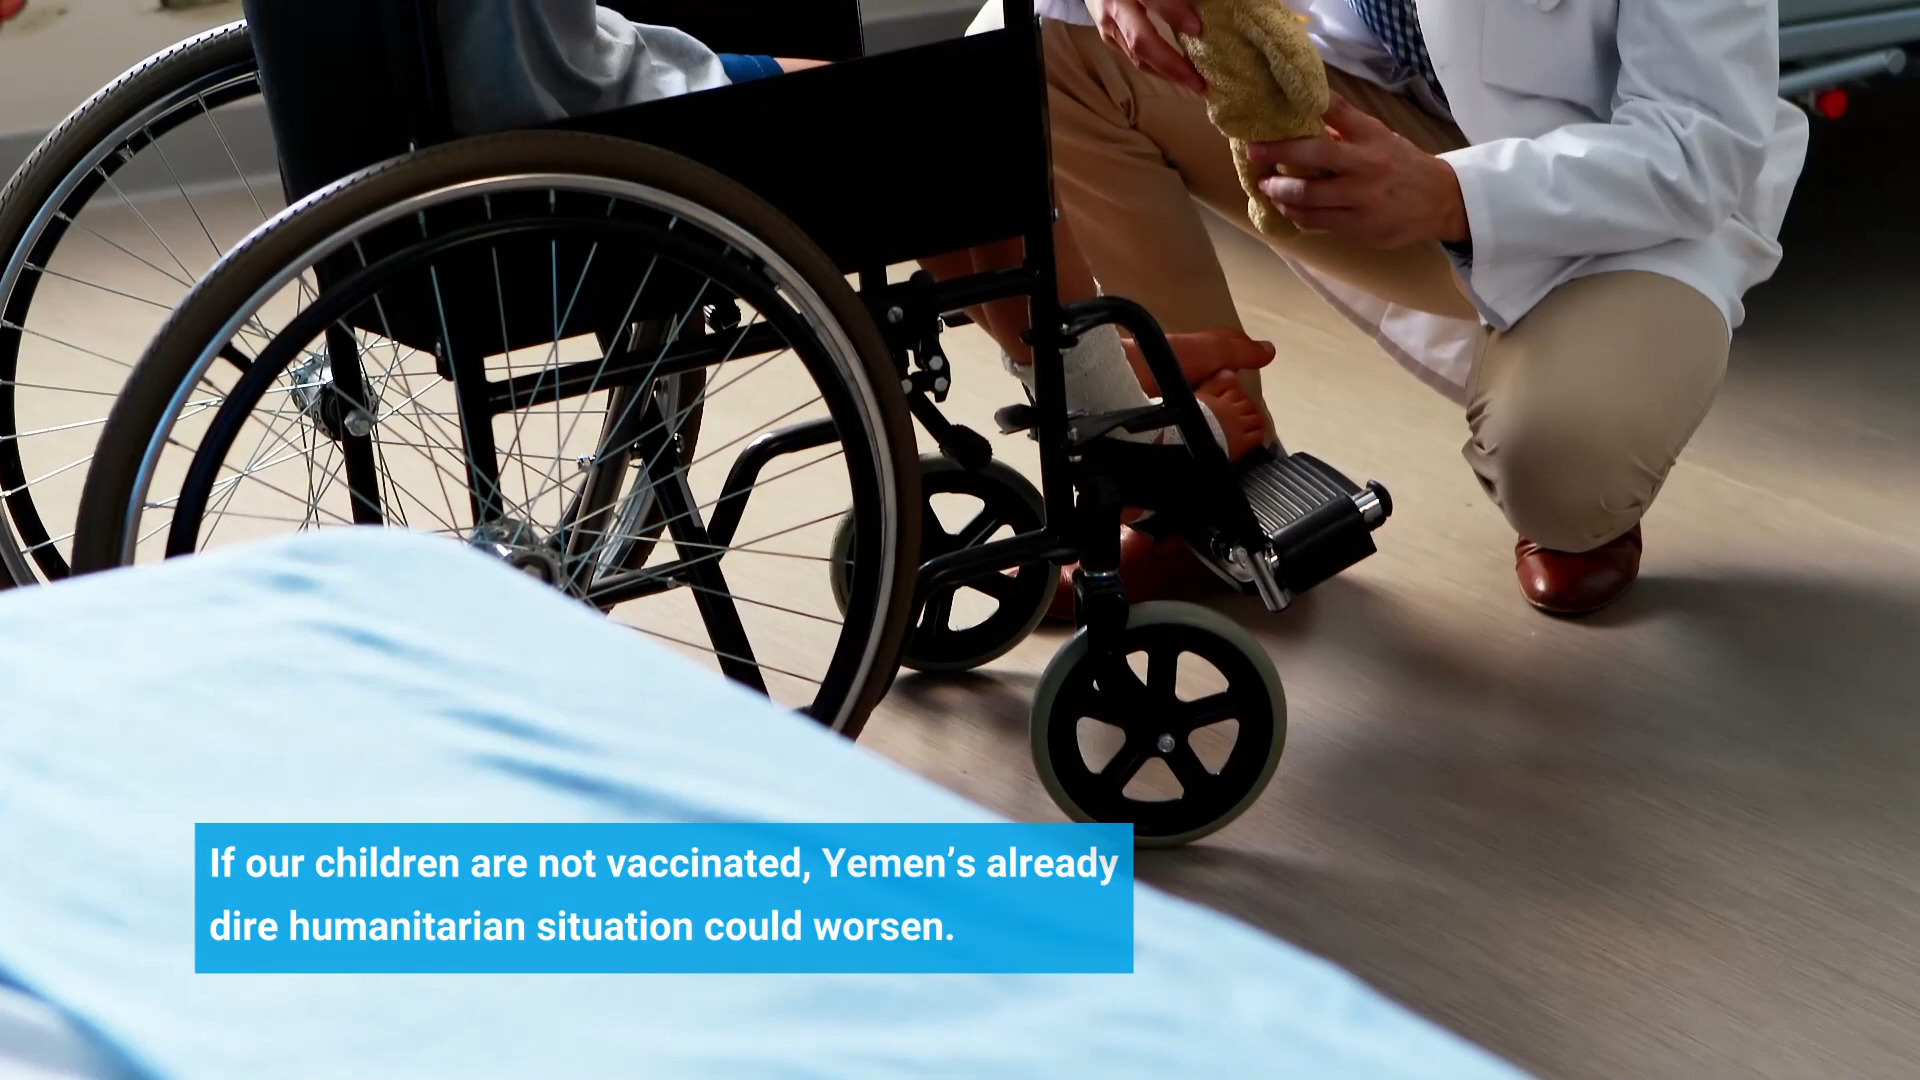 If our children are not vaccinated, Yemen’s already
dire humanitarian situation could worsen.